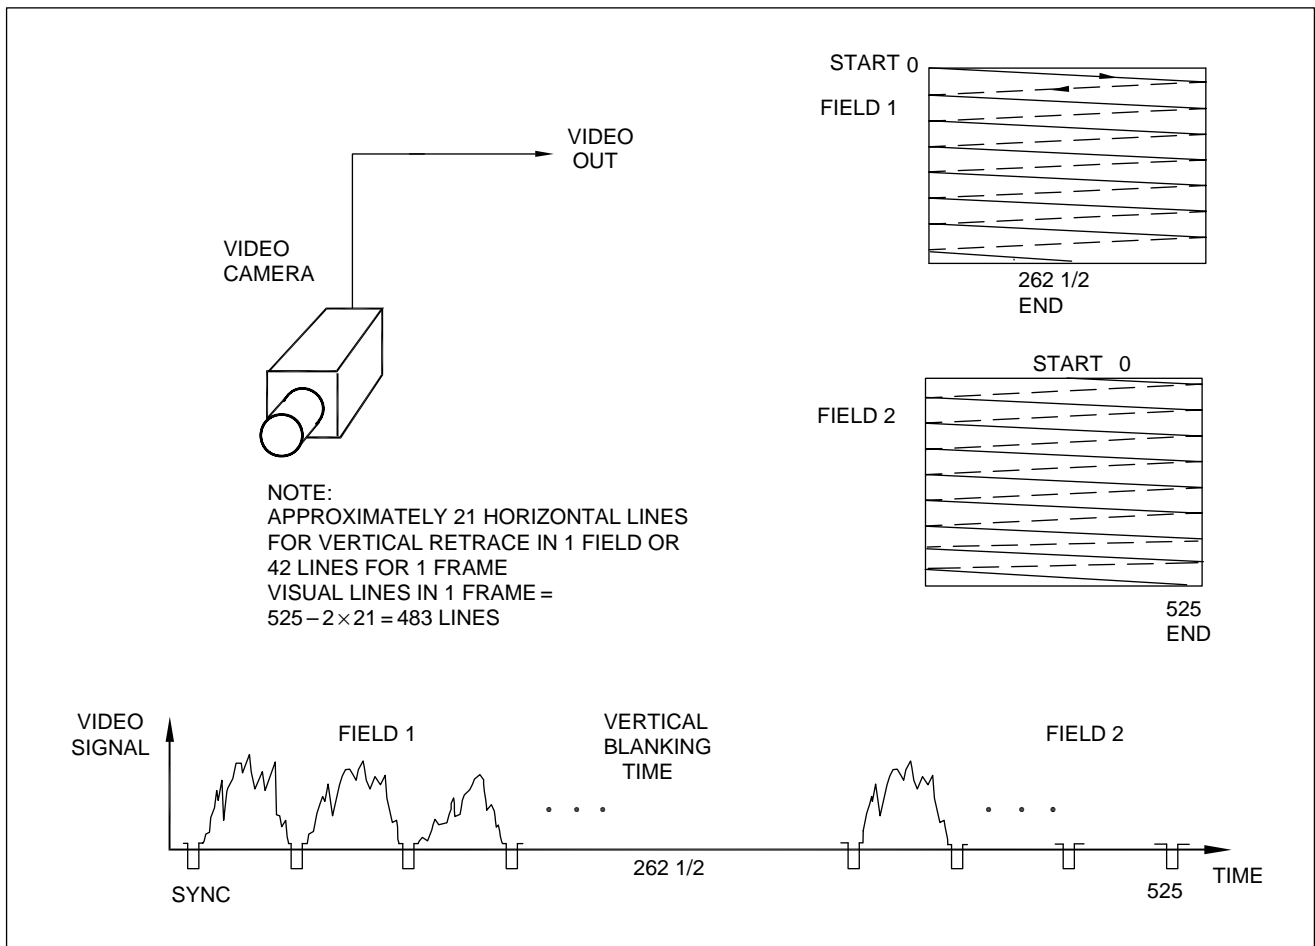 START 0
FIELD 1
VIDEO
OUT
VIDEO
CAMERA
262 1/2
END
START 0
FIELD 2
NOTE:
APPROXIMATELY 21 HORIZONTAL LINES
FOR VERTICAL RETRACE IN 1 FIELD OR
42 LINES FOR 1 FRAME
VISUAL LINES IN 1 FRAME =
525 – 2 × 21 = 483 LINES
525
END
VIDEO
SIGNAL
FIELD 1
VERTICAL
BLANKING
TIME
FIELD 2
SYNC
262 1/2
525
TIME